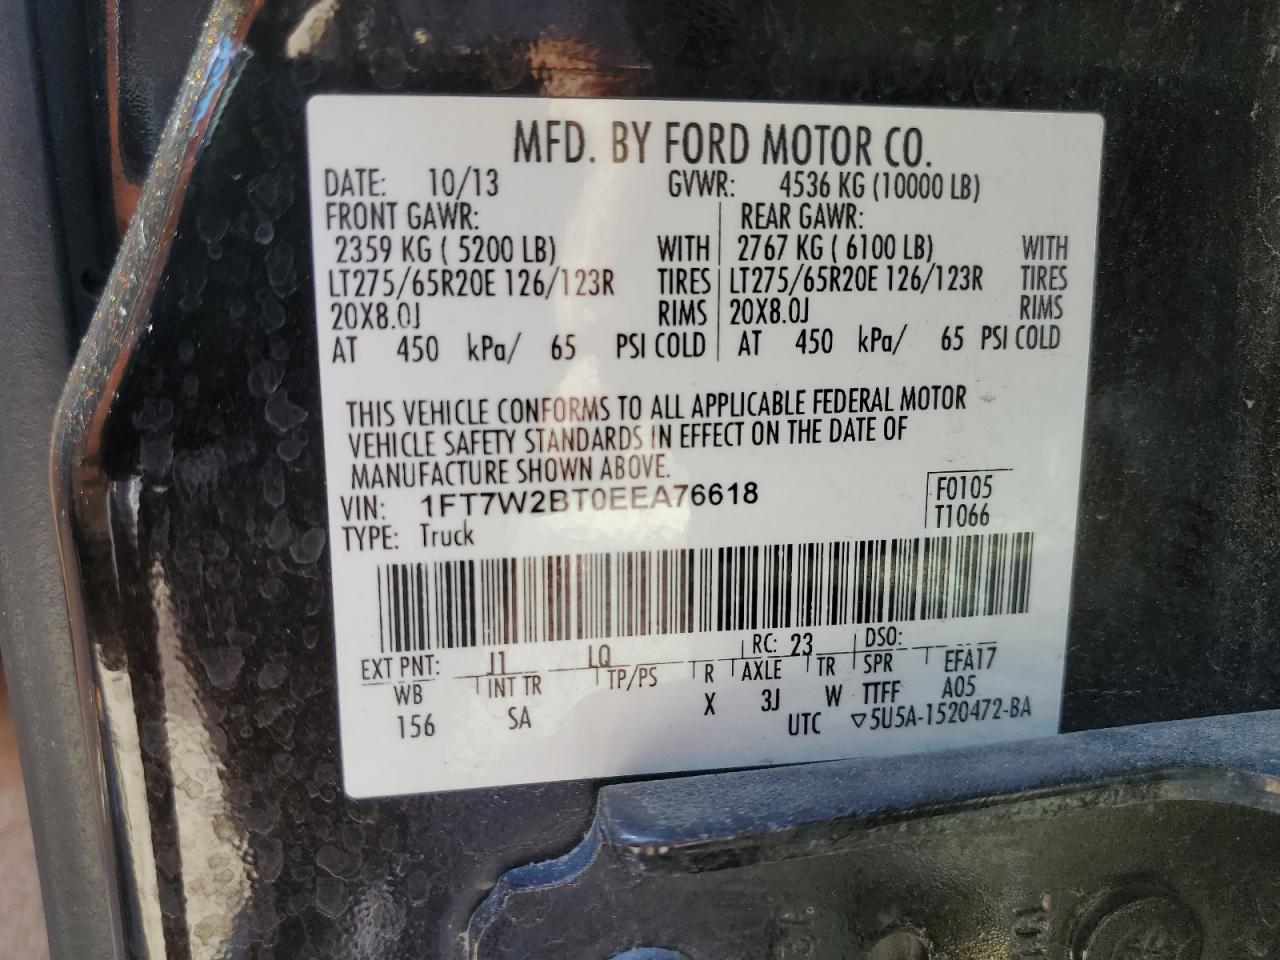 MFD. BY FORD MOTOR CO.
DATE: 10/13 GVWR: 4536 KG (10000 LB)
FRONT GAWR: REAR GAWR:
2359 KG ( 5200 LB) WITH 2767 KG ( 6100 LB) WITH
LT275/65R20E 126/123R TIRES LT275/65R20E 126/123R TIRES
20X8.0J RIMS 20X8.0J RIMS
AT 450 kPa/ 65 PSI COLD AT 450 kPa/ 65 PSI COLD
THIS VEHICLE CONFORMS TO ALL APPLICABLE FEDERAL MOTOR
VEHICLE SAFETY STANDARDS IN EFFECT ON THE DATE OF
MANUFACTURE SHOWN ABOVE.
VIN: 1FT7W2BT0EEA76618 F0105
TYPE: Truck T1066
EXT PNT: J1 LQ RC: 23 DSO:
WB INT TR TP/PS R AXLE TR SPR EFA17
156 SA X 3J W TTFF A05
UTC ▽5U5A-1520472-BA